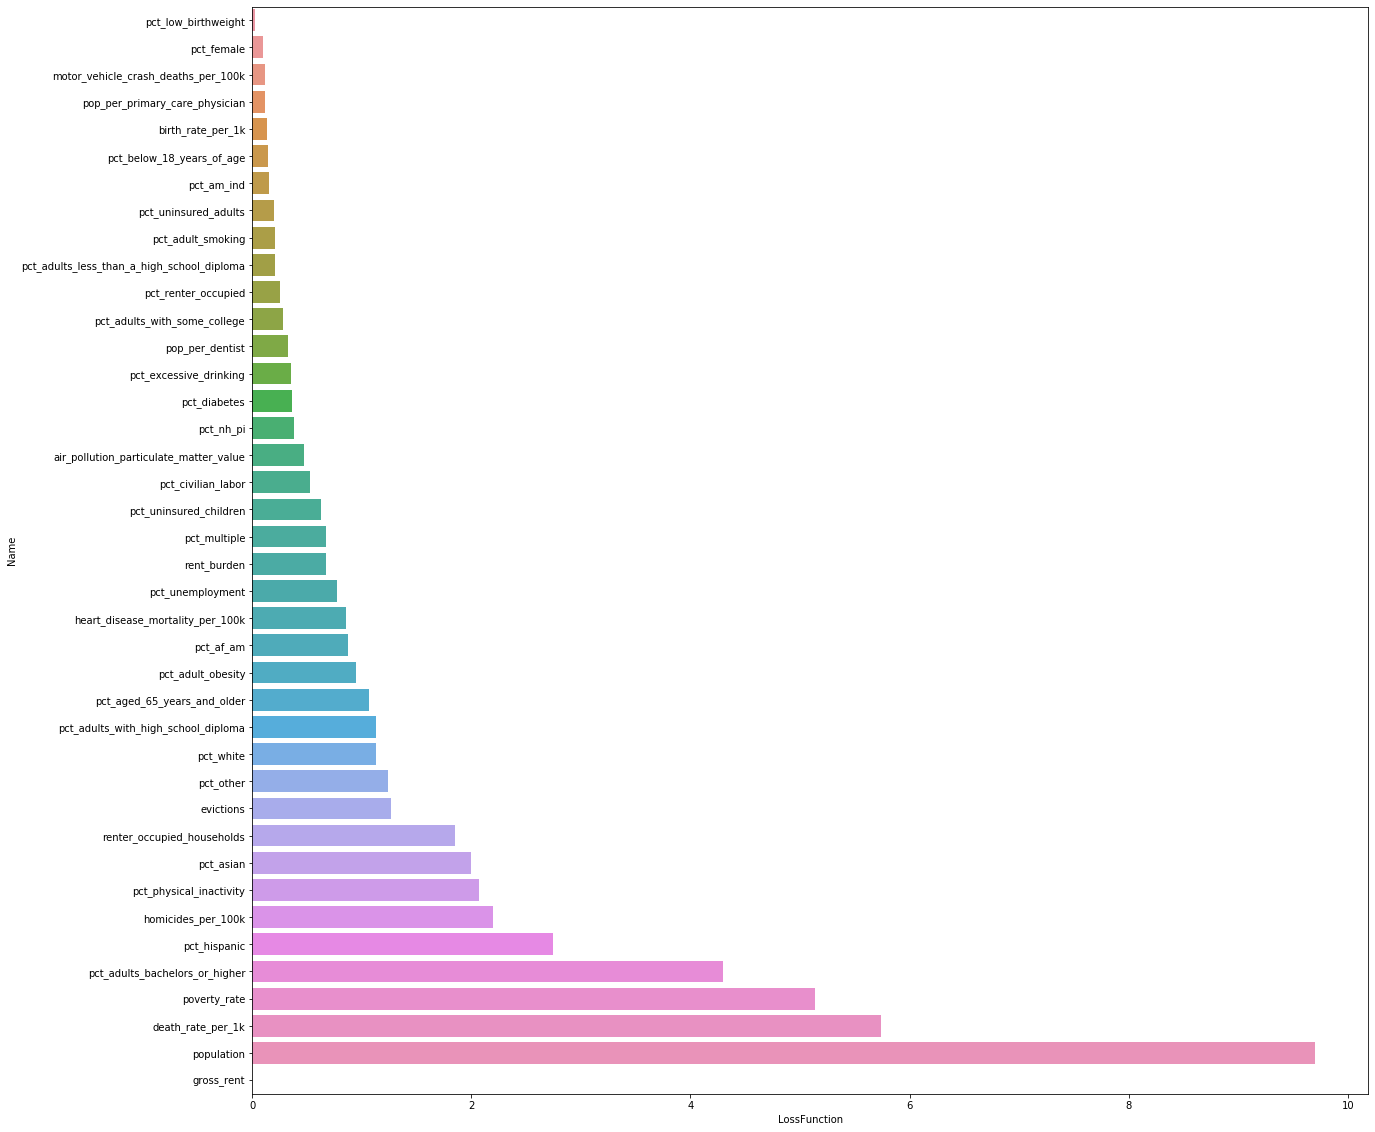 pct_low_birthweight
pct_female
motor_vehicle_crash_deaths_per_100k
pop_per_primary_care_physician
birth_rate_per_1k
pct_below_18_years_of_age
pct_am_ind
pct_uninsured_adults
pct_adult_smoking
pct_adults_less_than_a_high_school_diploma
pct_renter_occupied
pct_adults_with_some_college
pop_per_dentist
pct_excessive_drinking
pct_diabetes
pct_nh_pi
air_pollution_particulate_matter_value
pct_civilian_labor
pct_uninsured_children
pct_multiple
rent_burden
pct_unemployment
heart_disease_mortality_per_100k
pct_af_am
pct_adult_obesity
pct_aged_65_years_and_older
pct_adults_with_high_school_diploma
pct_white
pct_other
evictions
renter_occupied_households
pct_asian
pct_physical_inactivity
homicides_per_100k
pct_hispanic
pct_adults_bachelors_or_higher
poverty_rate
death_rate_per_1k
population
gross_rent
Name
0 2 4 6 8 10
LossFunction